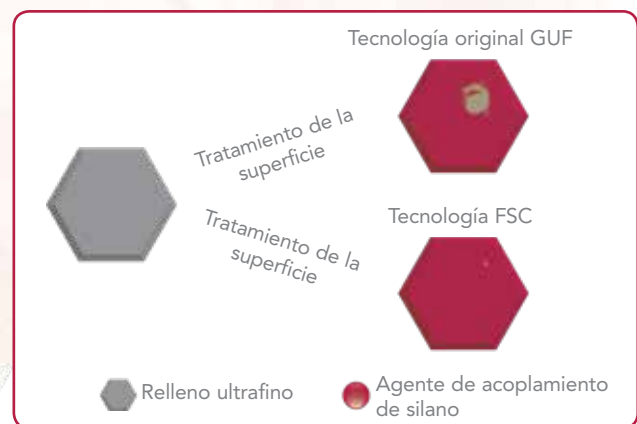 Tecnología original GUF
Tratamiento de la
superficie
Tecnología FSC
Tratamiento de la
superficie
Relleno ultrafino
Agente de acoplamiento
de silano